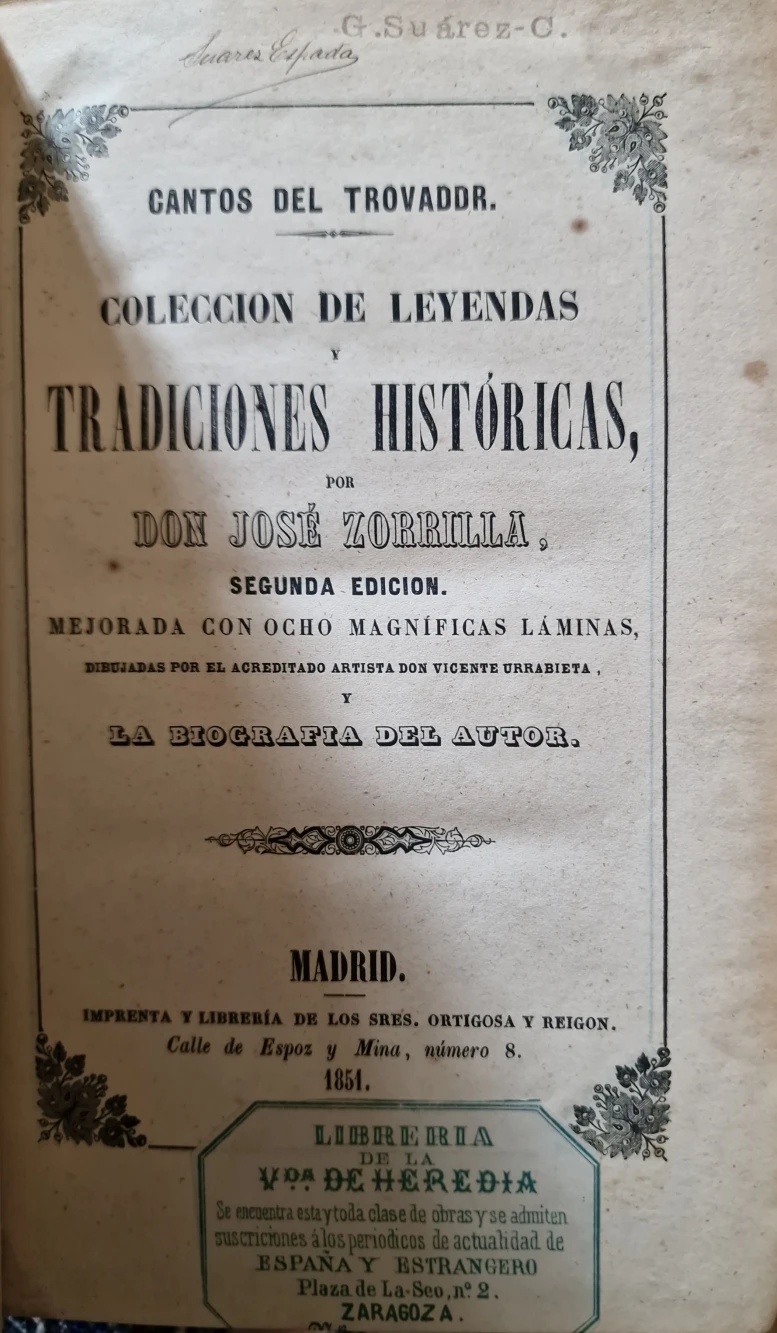 G.Suárez-C.
Suarez Espada
CANTOS DEL TROVADDR.
COLECCION DE LEYENDAS
Y
TRADICIONES HISTÓRICAS,
POR
DON JOSÉ ZORRILLA,
SEGUNDA EDICION.
MEJORADA CON OCHO MAGNÍFICAS LÁMINAS,
DIBUJADAS POR EL ACREDITADO ARTISTA DON VICENTE URRABIETA,
Y
LA BIOGRAFIA DEL AUTOR.
MADRID.
IMPRENTA Y LIBRERÍA DE LOS SRES. ORTIGOSA Y REIGON.
Calle de Espoz y Mina, número 8.
1851.
LIBRERIA
DE LA
VDA. DE HEREDIA
Se encuentra esta y toda clase de obras y se admiten
suscriciones á los periodicos de actualidad de
ESPAÑA Y ESTRANGERO
Plaza de La-Seo, nº 2.
ZARAGOZA.